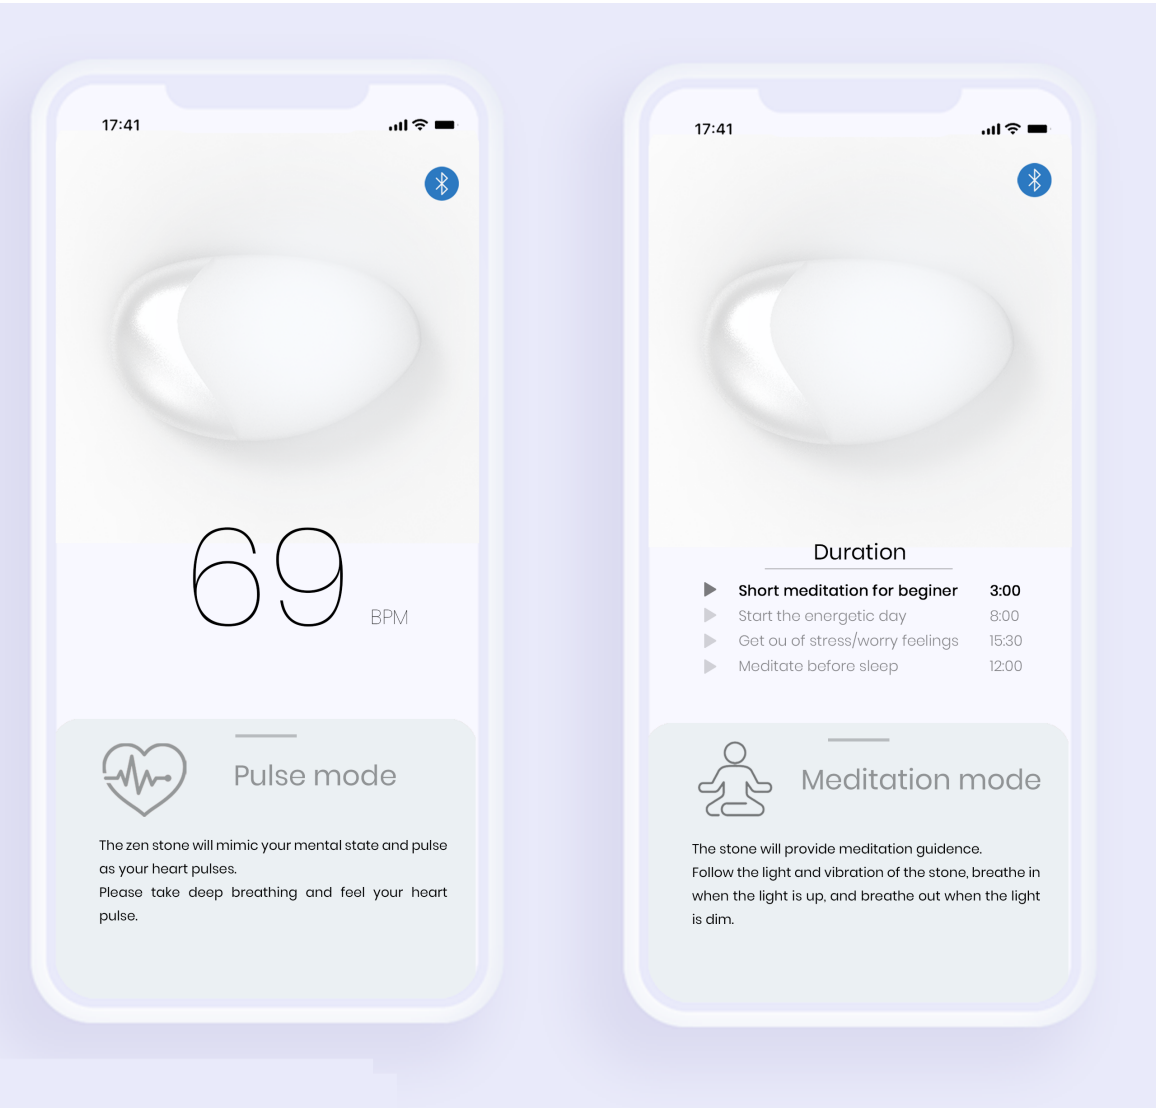 17:41
69
BPM
Pulse mode
The zen stone will mimic your mental state and pulse
as your heart pulses.
Please take deep breathing and feel your heart
pulse.
17:41
Duration
Short meditation for beginer 3:00
Start the energetic day 8:00
Get ou of stress/worry feelings 15:30
Meditate before sleep 12:00
Meditation mode
The stone will provide meditation guidence.
Follow the light and vibration of the stone, breathe in
when the light is up, and breathe out when the light
is dim.